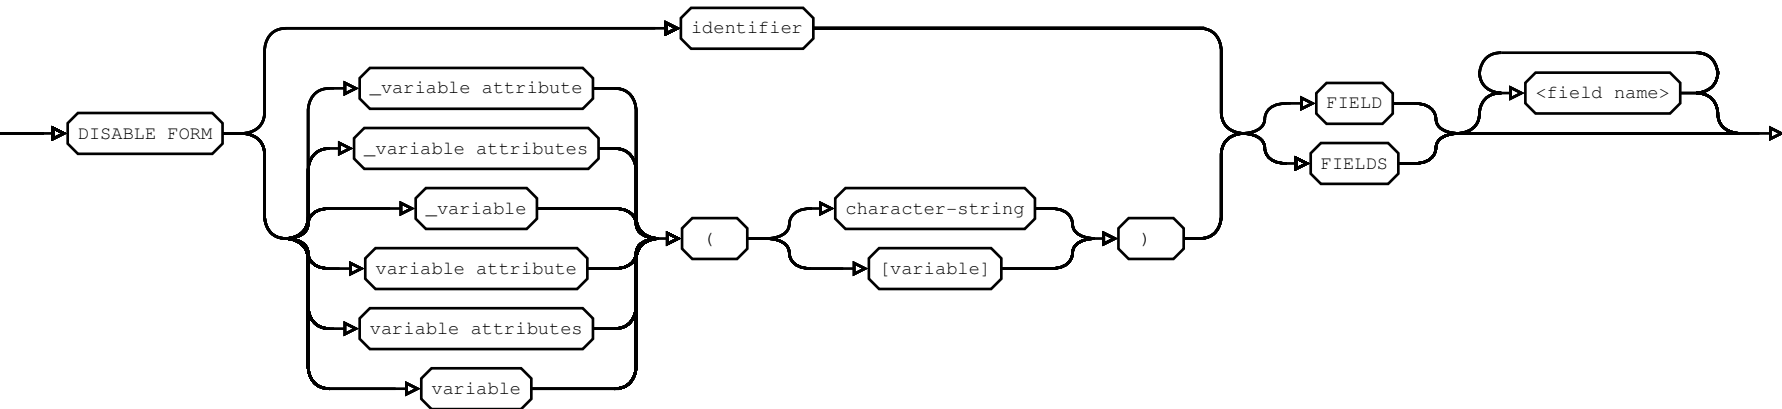 identifier
_variable attribute
<field name>
FIELD
DISABLE FORM
_variable attributes
FIELDS
_variable
character-string
(
)
variable attribute
[variable]
variable attributes
variable